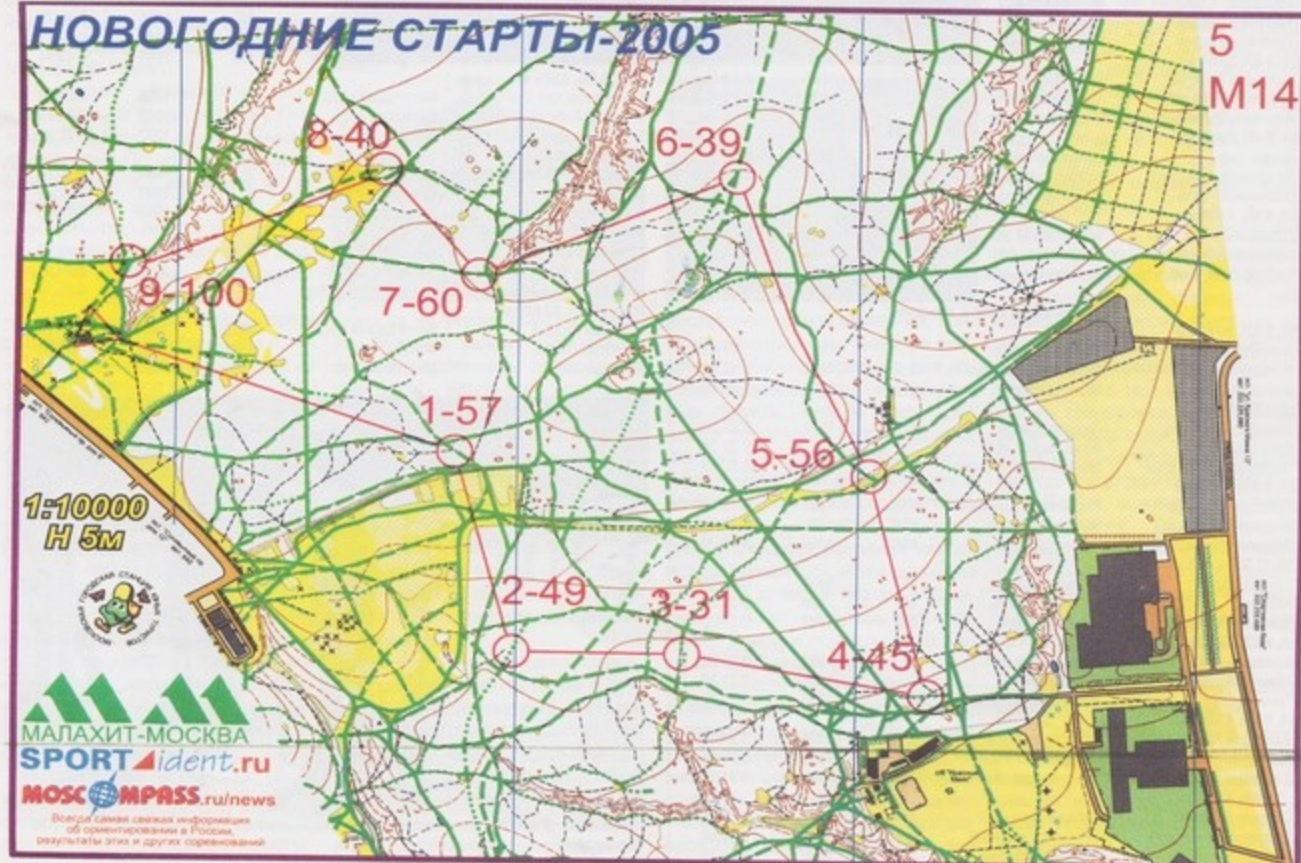 НОВОГОДНИЕ СТАРТЫ-2005
5
М14
8-40
6-39
9-100
7-60
1-57
5-56
1:10000
Н 5м
2-49
3-31
4-45
МАЛАХИТ-МОСКВА
SPORTident.ru
MOSCOMPASS.ru/news
Всегда самая свежая информация
об ориентировании в России,
результаты этих и других соревнований